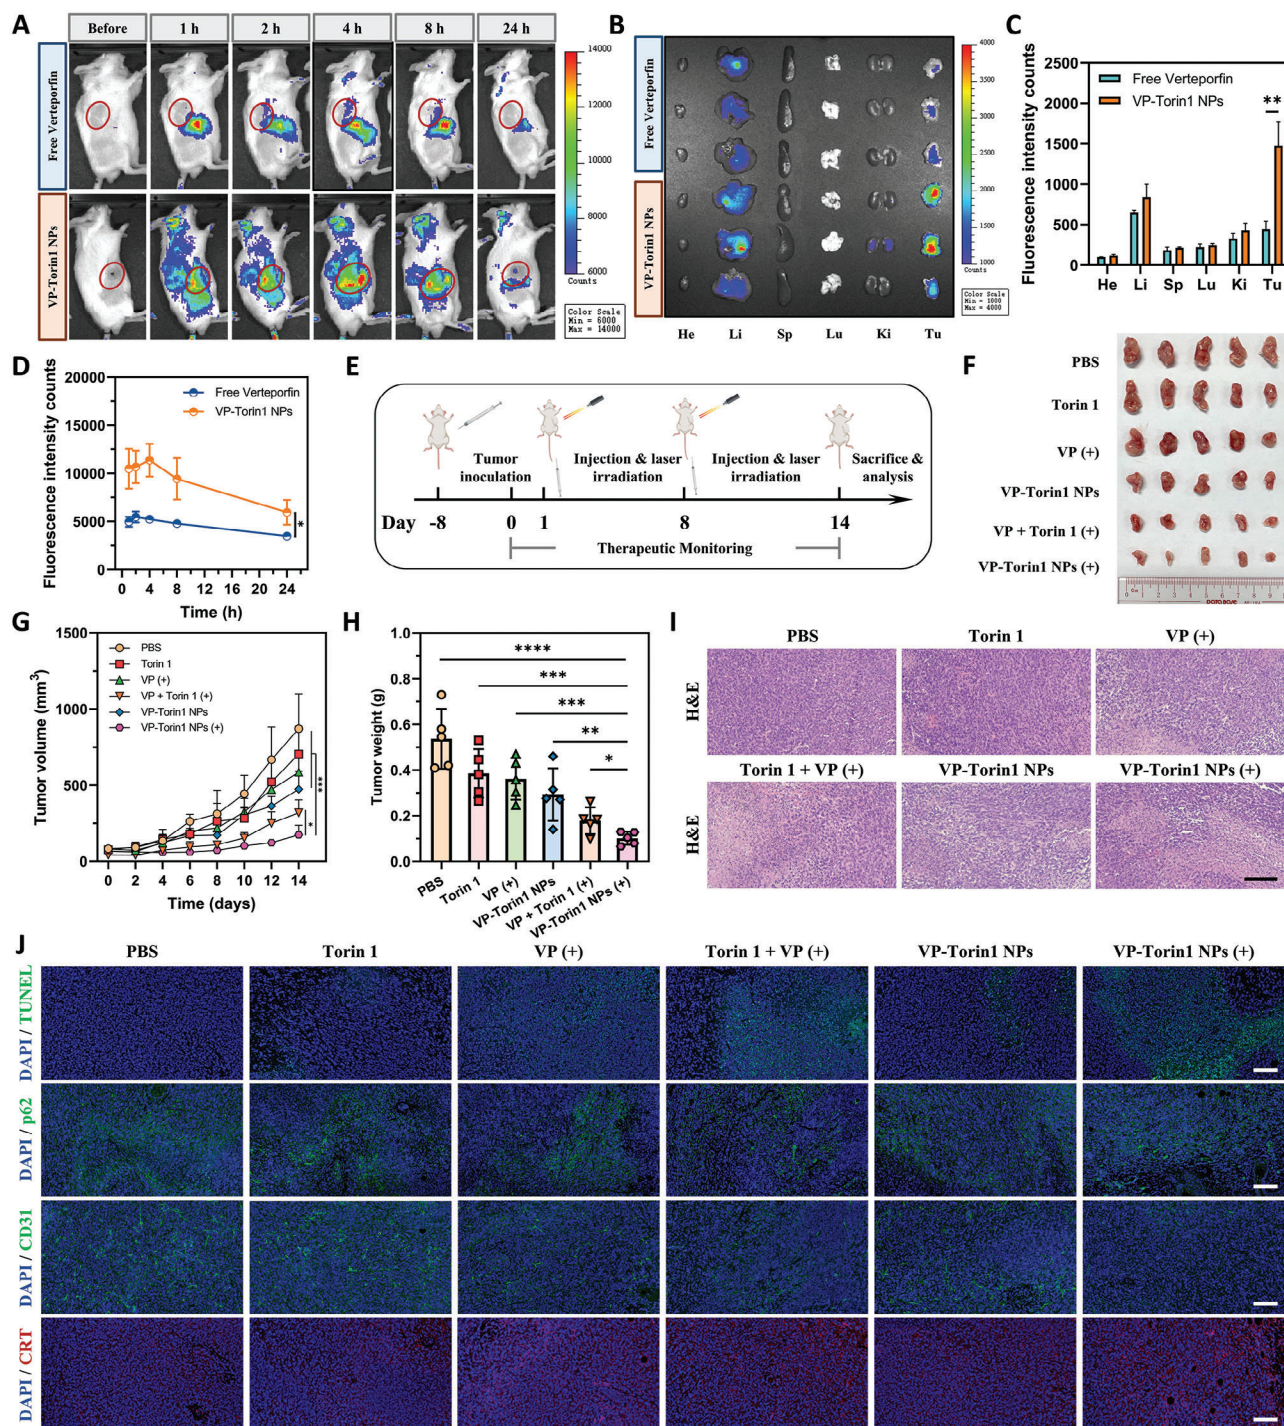 A
Before
1 h
2 h
4 h
8 h
24 h
Free Verteporfin
VP-Torin1 NPs
14000
12000
10000
8000
6000
Counts
Color Scale
Min = 6000
Max = 14000
B
Free Verteporfin
VP-Torin1 NPs
He
Li
Sp
Lu
Ki
Tu
4000
3500
3000
2500
2000
1500
1000
Counts
Color Scale
Min = 1000
Max = 4000
C
Fluorescence intensity counts
2500
2000
1500
1000
500
0
Free Verteporfin
VP-Torin1 NPs
**
He
Li
Sp
Lu
Ki
Tu
D
Fluorescence intensity counts
20000
15000
10000
5000
0
Free Verteporfin
VP-Torin1 NPs
*
0 4 8 12 16 20 24
Time (h)
E
Tumor
inoculation
Injection & laser
irradiation
Injection & laser
irradiation
Sacrifice &
analysis
Day
-8
0
1
8
14
Therapeutic Monitoring
F
PBS
Torin 1
VP (+)
VP-Torin1 NPs
VP + Torin 1 (+)
VP-Torin1 NPs (+)
0 1 2 3 4 5 6 7 8 9
G
Tumor volume (mm³)
1500
1000
500
0
PBS
Torin 1
VP (+)
VP + Torin 1 (+)
VP-Torin1 NPs
VP-Torin1 NPs (+)
***
*
0 2 4 6 8 10 12 14
Time (days)
H
Tumor weight (g)
1.0
0.8
0.6
0.4
0.2
0.0
****
***
***
**
*
PBS
Torin 1
VP (+)
VP-Torin1 NPs
VP + Torin 1 (+)
VP-Torin1 NPs (+)
I
PBS
Torin 1
VP (+)
H&E
Torin 1 + VP (+)
VP-Torin1 NPs
VP-Torin1 NPs (+)
H&E
J
PBS
Torin 1
VP (+)
Torin 1 + VP (+)
VP-Torin1 NPs
VP-Torin1 NPs (+)
DAPI / TUNEL
DAPI / p62
DAPI / CD31
DAPI / CRT